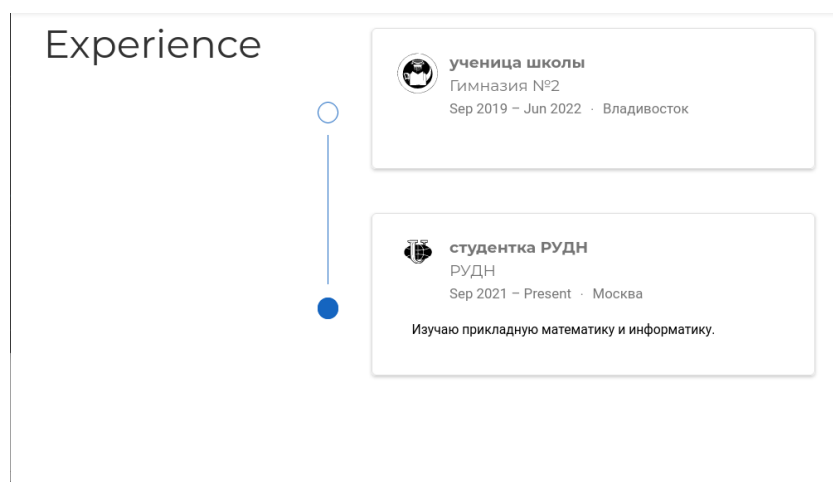 Experience
ученица школы
Гимназия №2
Sep 2019 – Jun 2022 · Владивосток
студентка РУДН
РУДН
Sep 2021 – Present · Москва
Изучаю прикладную математику и информатику.